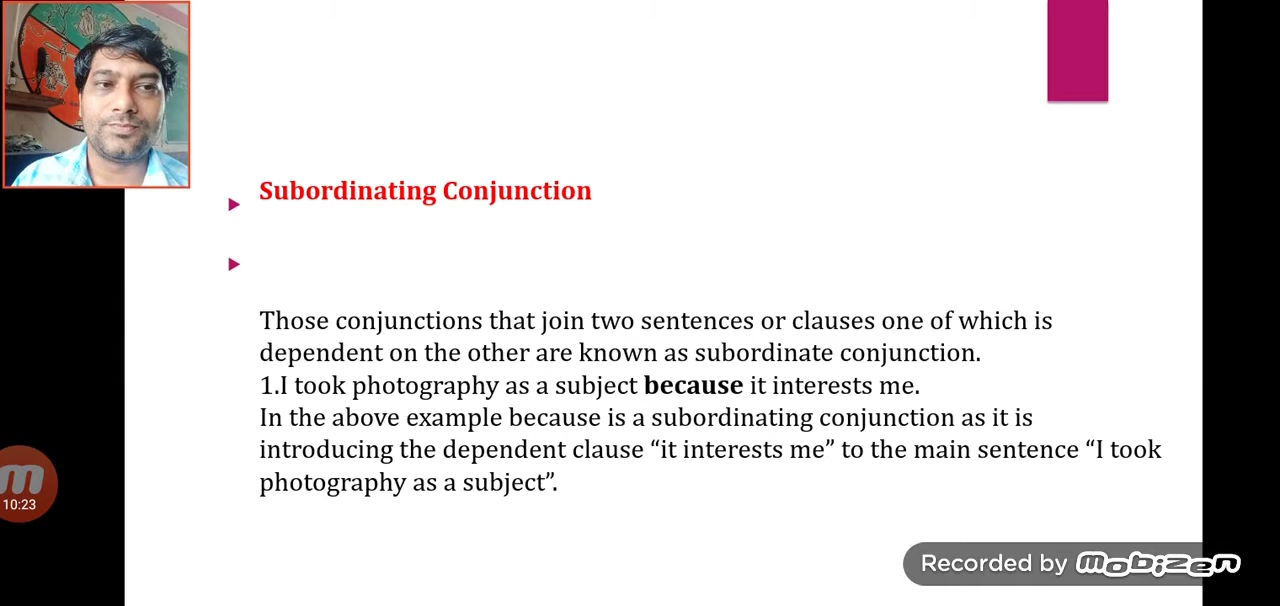 Subordinating Conjunction
Those conjunctions that join two sentences or clauses one of which is
dependent on the other are known as subordinate conjunction.
1.I took photography as a subject because it interests me.
In the above example because is a subordinating conjunction as it is
introducing the dependent clause “it interests me” to the main sentence “I took
photography as a subject”.
m
10:23
Recorded by Mobizen